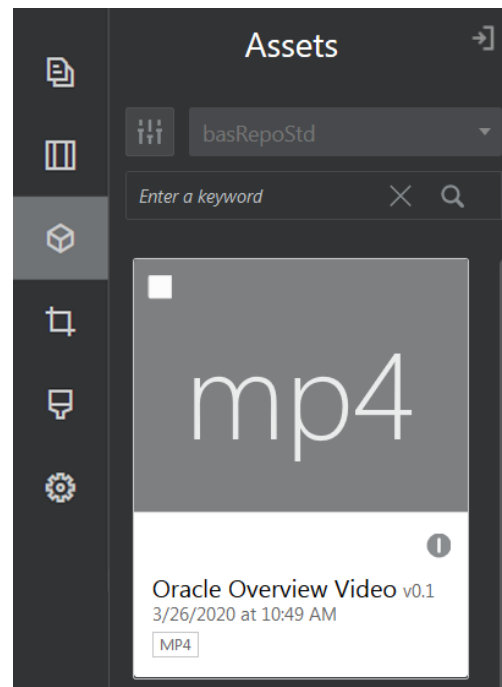 Assets
basRepoStd
Enter a keyword
mp4
Oracle Overview Video v0.1
3/26/2020 at 10:49 AM
MP4